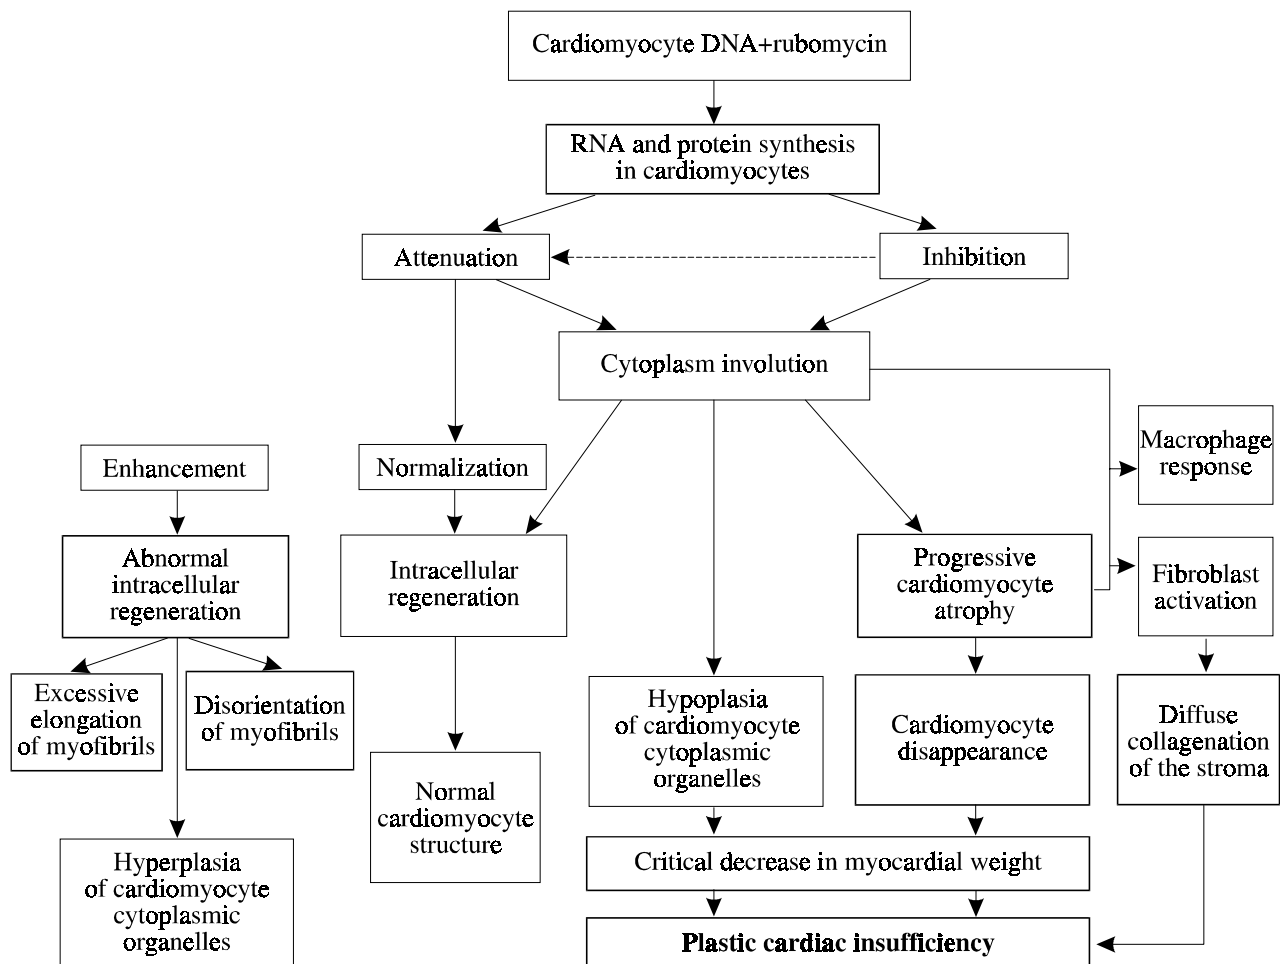 Cardiomyocyte DNA+rubomycin
RNA and protein synthesis
in cardiomyocytes
Attenuation
Inhibition
Cytoplasm involution
Macrophage
response
Enhancement
Normalization
Abnormal
intracellular
regeneration
Intracellular
regeneration
Progressive
cardiomyocyte
atrophy
Fibroblast
activation
Excessive
elongation
of myofibrils
Disorientation
of myofibrils
Hypoplasia
of cardiomyocyte
cytoplasmic
organelles
Cardiomyocyte
disappearance
Diffuse
collagenation
of the stroma
Normal
cardiomyocyte
structure
Hyperplasia
of cardiomyocyte
cytoplasmic
organelles
Critical decrease in myocardial weight
Plastic cardiac insufficiency